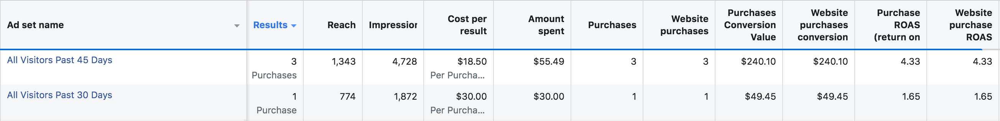 Ad set name
Results
Reach
Impression
Cost per
result
Amount
spent
Purchases
Website
purchases
Purchases
Conversion
Value
Website
purchases
conversion
Purchase
ROAS
(return on
Website
purchase
ROAS
All Visitors Past 45 Days
3
Purchases
1,343
4,728
$18.50
Per Purcha...
$55.49
3
3
$240.10
$240.10
4.33
4.33
All Visitors Past 30 Days
1
Purchase
774
1,872
$30.00
Per Purcha...
$30.00
1
1
$49.45
$49.45
1.65
1.65